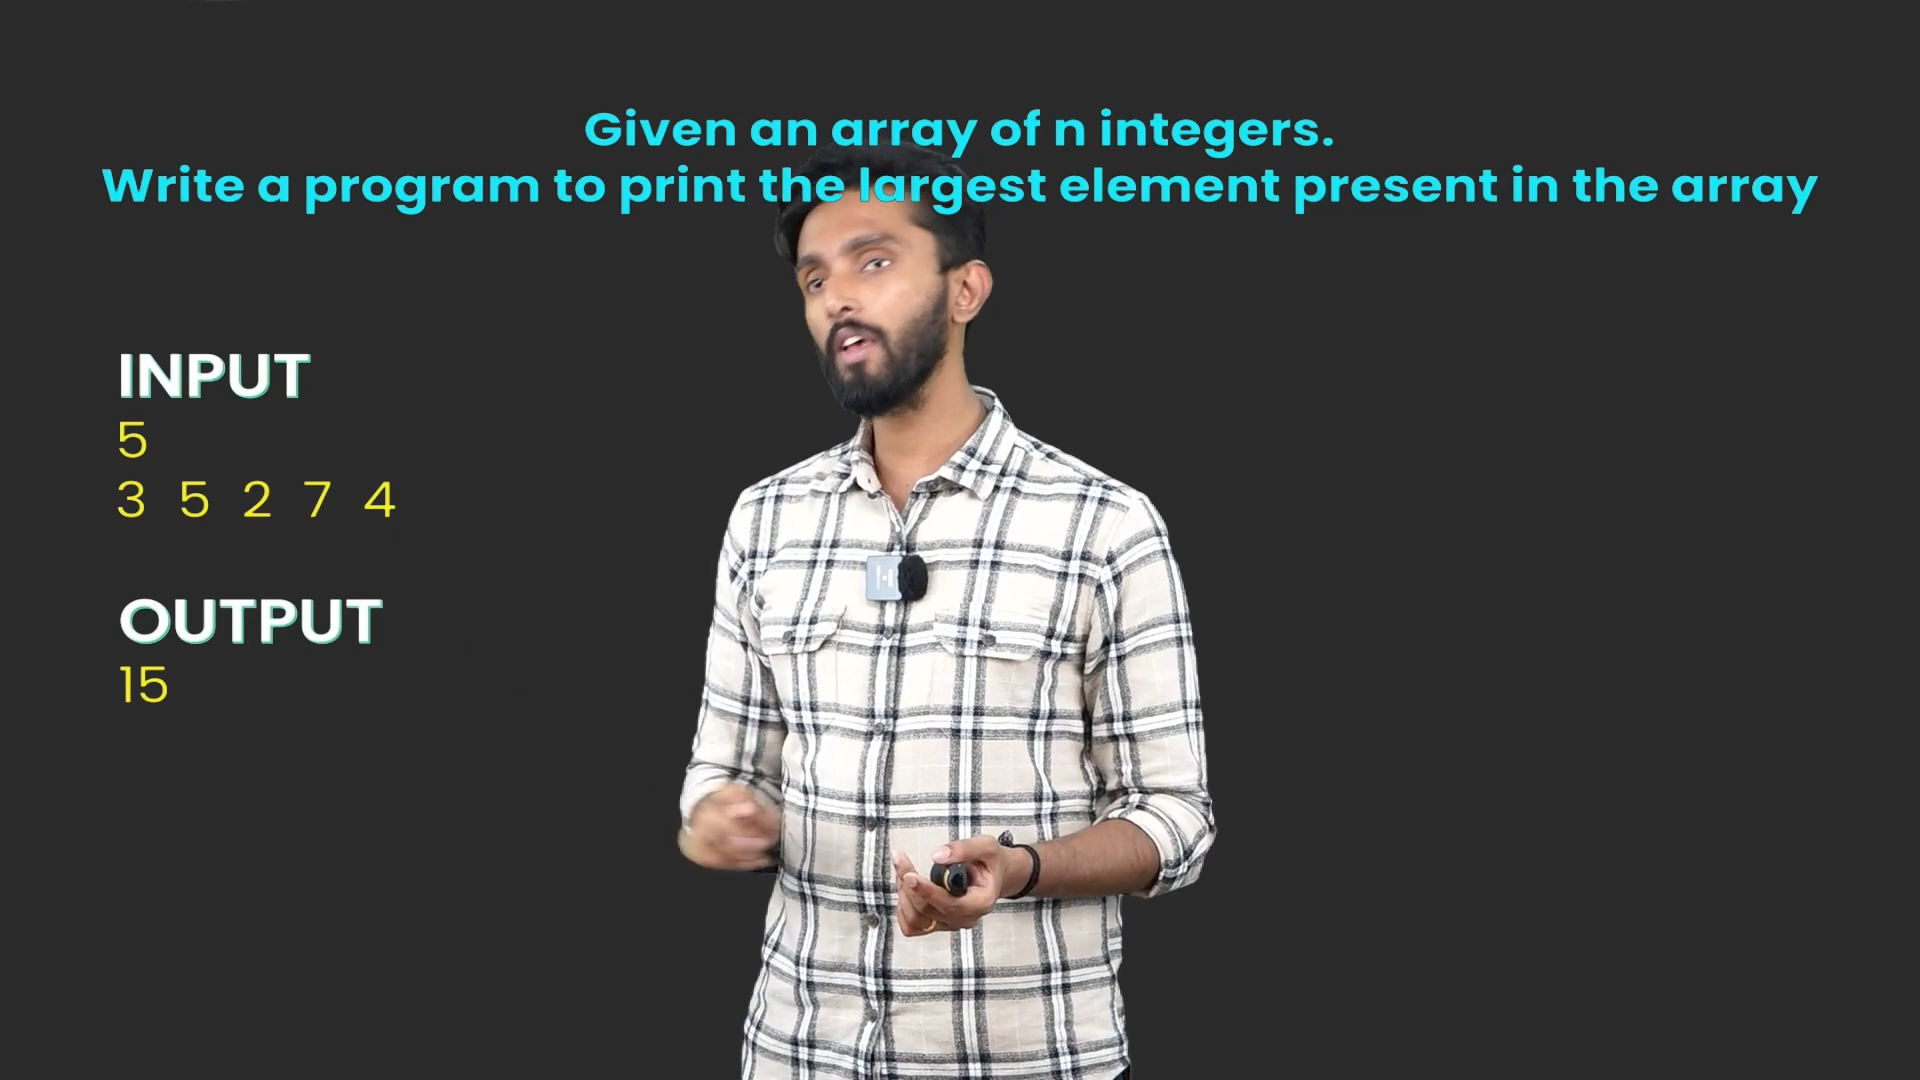 Given an array of n integers.
Write a program to print the largest element present in the array
INPUT
5
3 5 2 7 4
OUTPUT
15